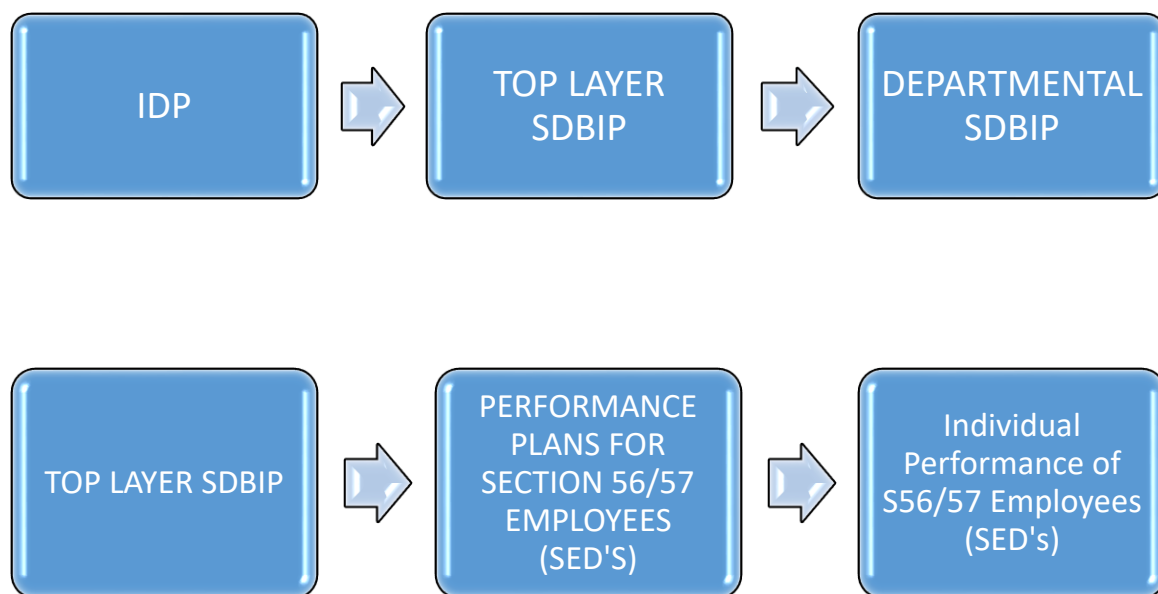 IDP
TOP LAYER
SDBIP
DEPARTMENTAL
SDBIP
TOP LAYER SDBIP
PERFORMANCE
PLANS FOR
SECTION 56/57
EMPLOYEES
(SED'S)
Individual
Performance of
S56/57 Employees
(SED's)